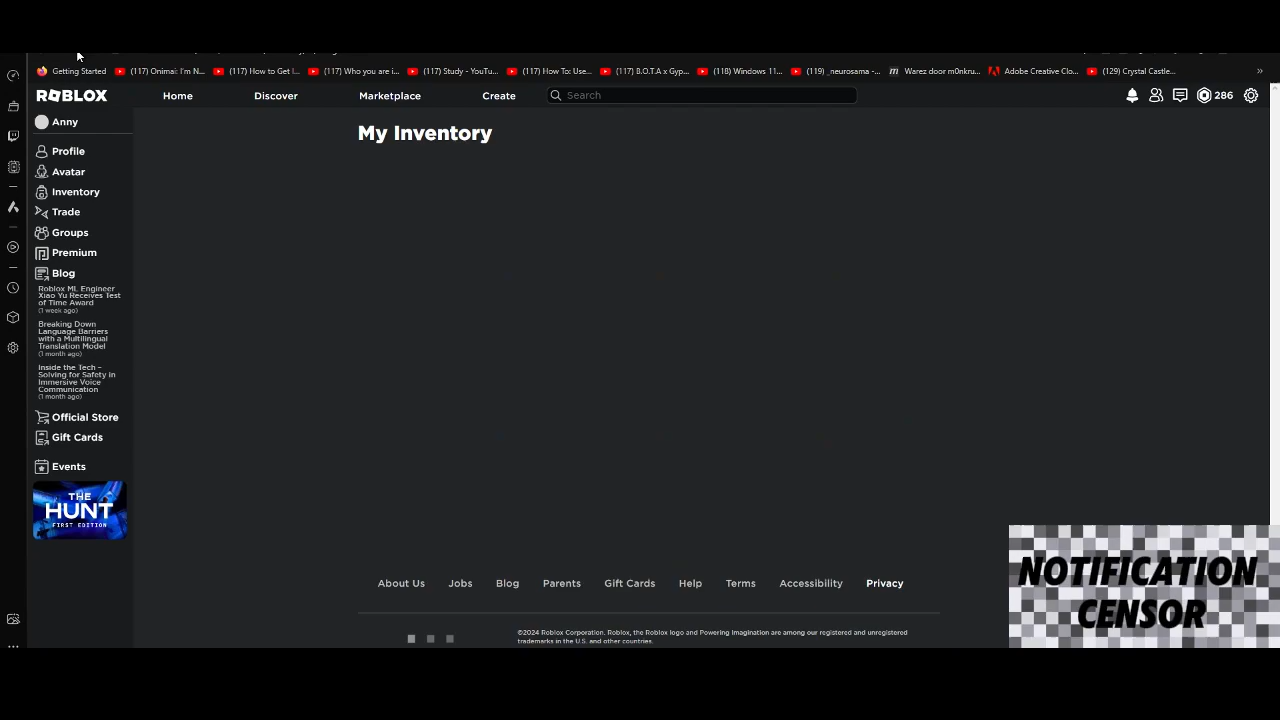 Getting Started
(117) Onimai: I'm N...
(117) How to Get I...
(117) Who you are i...
(117) Study - YouTu...
(117) How To: Use...
(117) B.O.T.A x Gyp...
(118) Windows 11...
(119) _neurosama -...
Warez door m0nkru...
Adobe Creative Clo...
(129) Crystal Castle...
»
ROBLOX
Home
Discover
Marketplace
Create
Search
286
Anny
My Inventory
Profile
Avatar
Inventory
Trade
Groups
Premium
Blog
Roblox ML Engineer
Xiao Yu Receives Test
of Time Award
(1 week ago)
Breaking Down
Language Barriers
with a Multilingual
Translation Model
(1 month ago)
Inside the Tech –
Solving for Safety in
Immersive Voice
Communication
(1 month ago)
Official Store
Gift Cards
Events
THE
HUNT
FIRST EDITION
NOTIFICATION
CENSOR
About Us
Jobs
Blog
Parents
Gift Cards
Help
Terms
Accessibility
Privacy
©2024 Roblox Corporation. Roblox, the Roblox logo and Powering Imagination are among our registered and unregistered
trademarks in the U.S. and other countries.